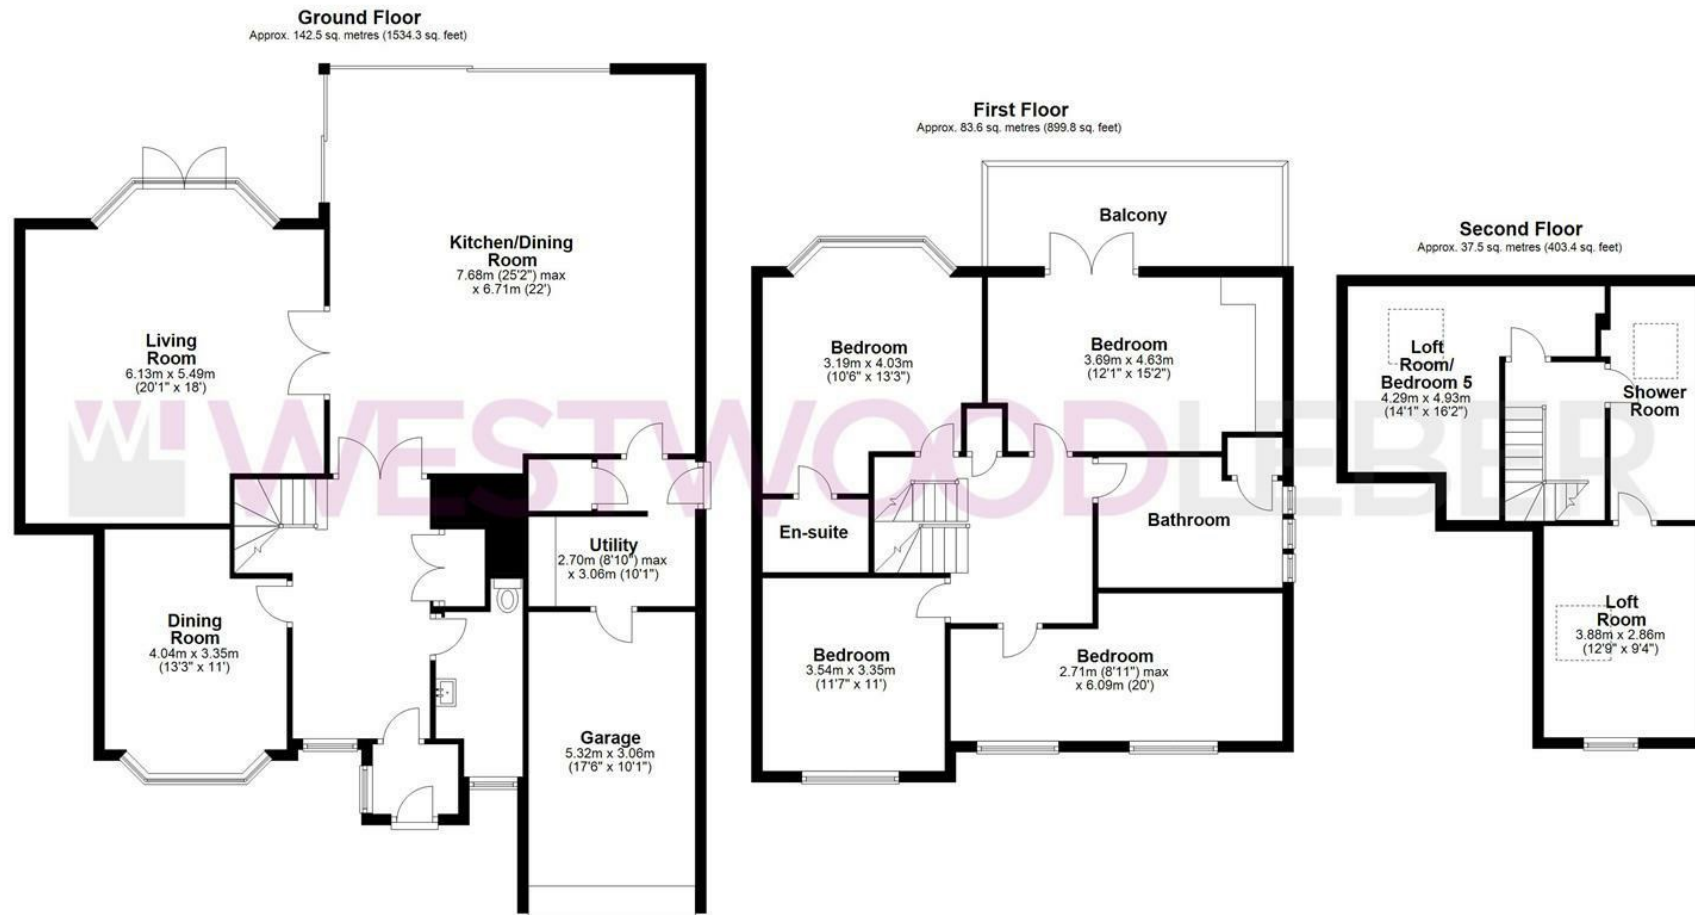 Ground Floor
Approx. 142.5 sq. metres (1534.3 sq. feet)
Kitchen/Dining
Room
7.68m (25'2") max
x 6.71m (22')
Living
Room
6.13m x 5.49m
(20'1" x 18')
Utility
2.70m (8'10") max
x 3.06m (10'1")
Dining
Room
4.04m x 3.35m
(13'3" x 11')
Garage
5.32m x 3.06m
(17'6" x 10'1")
First Floor
Approx. 83.6 sq. metres (899.8 sq. feet)
Balcony
Bedroom
3.19m x 4.03m
(10'6" x 13'3")
Bedroom
3.69m x 4.63m
(12'1" x 15'2")
En-suite
Bathroom
Bedroom
3.54m x 3.35m
(11'7" x 11')
Bedroom
2.71m (8'11") max
x 6.09m (20')
Second Floor
Approx. 37.5 sq. metres (403.4 sq. feet)
Loft
Room/
Bedroom 5
4.29m x 4.93m
(14'1" x 16'2")
Shower
Room
Loft
Room
3.88m x 2.86m
(12'9" x 9'4")
WL WESTWOODLEBER